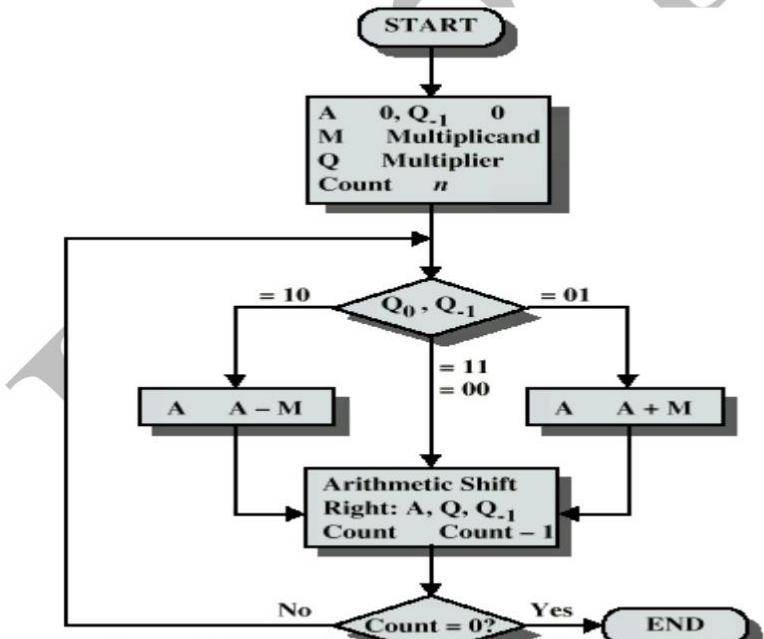 START
A 0, Q-1 0
M Multiplicand
Q Multiplier
Count n
= 10
Q0, Q-1
= 01
= 11
= 00
A A – M
A A + M
Arithmetic Shift
Right: A, Q, Q-1
Count Count – 1
No
Count = 0?
Yes
END